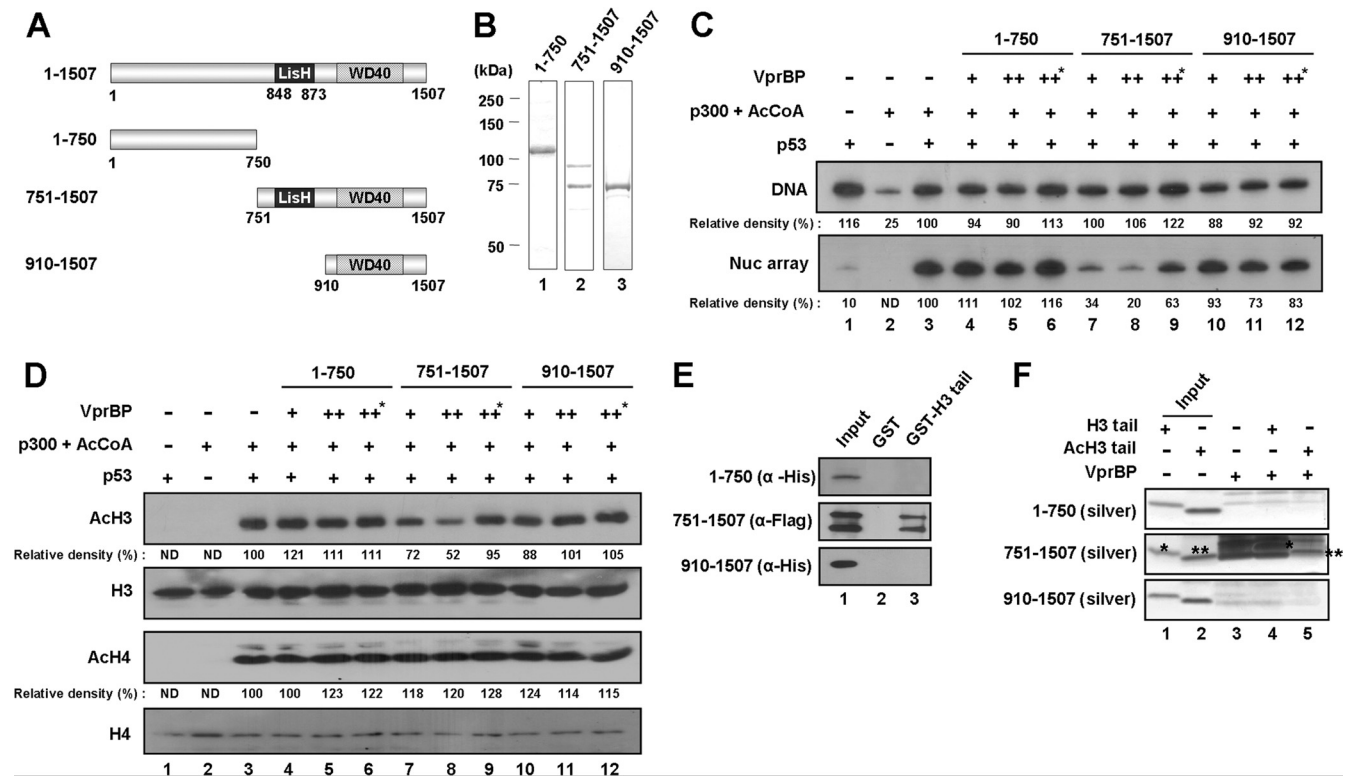 A
1-1507
LisH
WD40
1
848
873
1507
1-750
1
750
751-1507
LisH
WD40
751
1507
910-1507
WD40
910
1507
B
1-750
751-1507
910-1507
(kDa)
250
150
100
75
50
1 2 3
C
1-750 751-1507 910-1507
VprBP - - - + ++ ++* + ++ ++* + ++ ++*
p300 + AcCoA - + + + + + + + + + + +
p53 + - + + + + + + + + + +
DNA
Relative density (%) : 116 25 100 94 90 113 100 106 122 88 92 92
Nuc array
Relative density (%) : 10 ND 100 111 102 116 34 20 63 93 73 83
1 2 3 4 5 6 7 8 9 10 11 12
D
1-750 751-1507 910-1507
VprBP - - - + ++ ++* + ++ ++* + ++ ++*
p300 + AcCoA - + + + + + + + + + + +
p53 + - + + + + + + + + + +
AcH3
Relative density (%) : ND ND 100 121 111 111 72 52 95 88 101 105
H3
AcH4
Relative density (%) : ND ND 100 100 123 122 118 120 128 124 114 115
H4
1 2 3 4 5 6 7 8 9 10 11 12
E
Input GST GST-H3 tail
1-750 (α -His)
751-1507 (α-Flag)
910-1507 (α-His)
1 2 3
F
Input
H3 tail + - - + -
AcH3 tail - + - - +
VprBP - - + + +
1-750 (silver)
751-1507 (silver) * ** * **
910-1507 (silver)
1 2 3 4 5